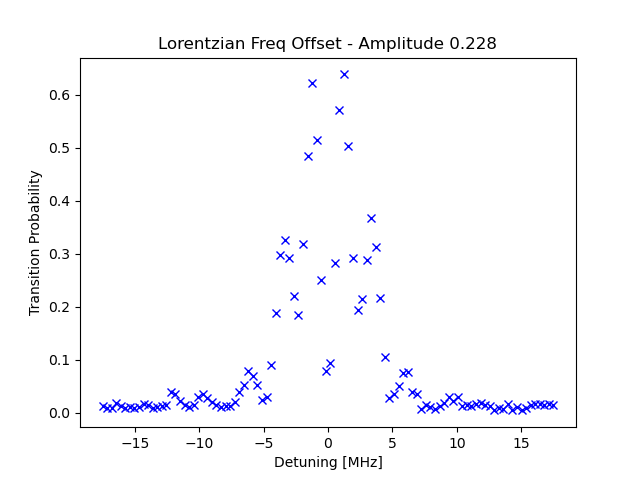 Lorentzian Freq Offset - Amplitude 0.228
Transition Probability
0.6
0.5
0.4
0.3
0.2
0.1
0.0
−15 −10 −5 0 5 10 15
Detuning [MHz]